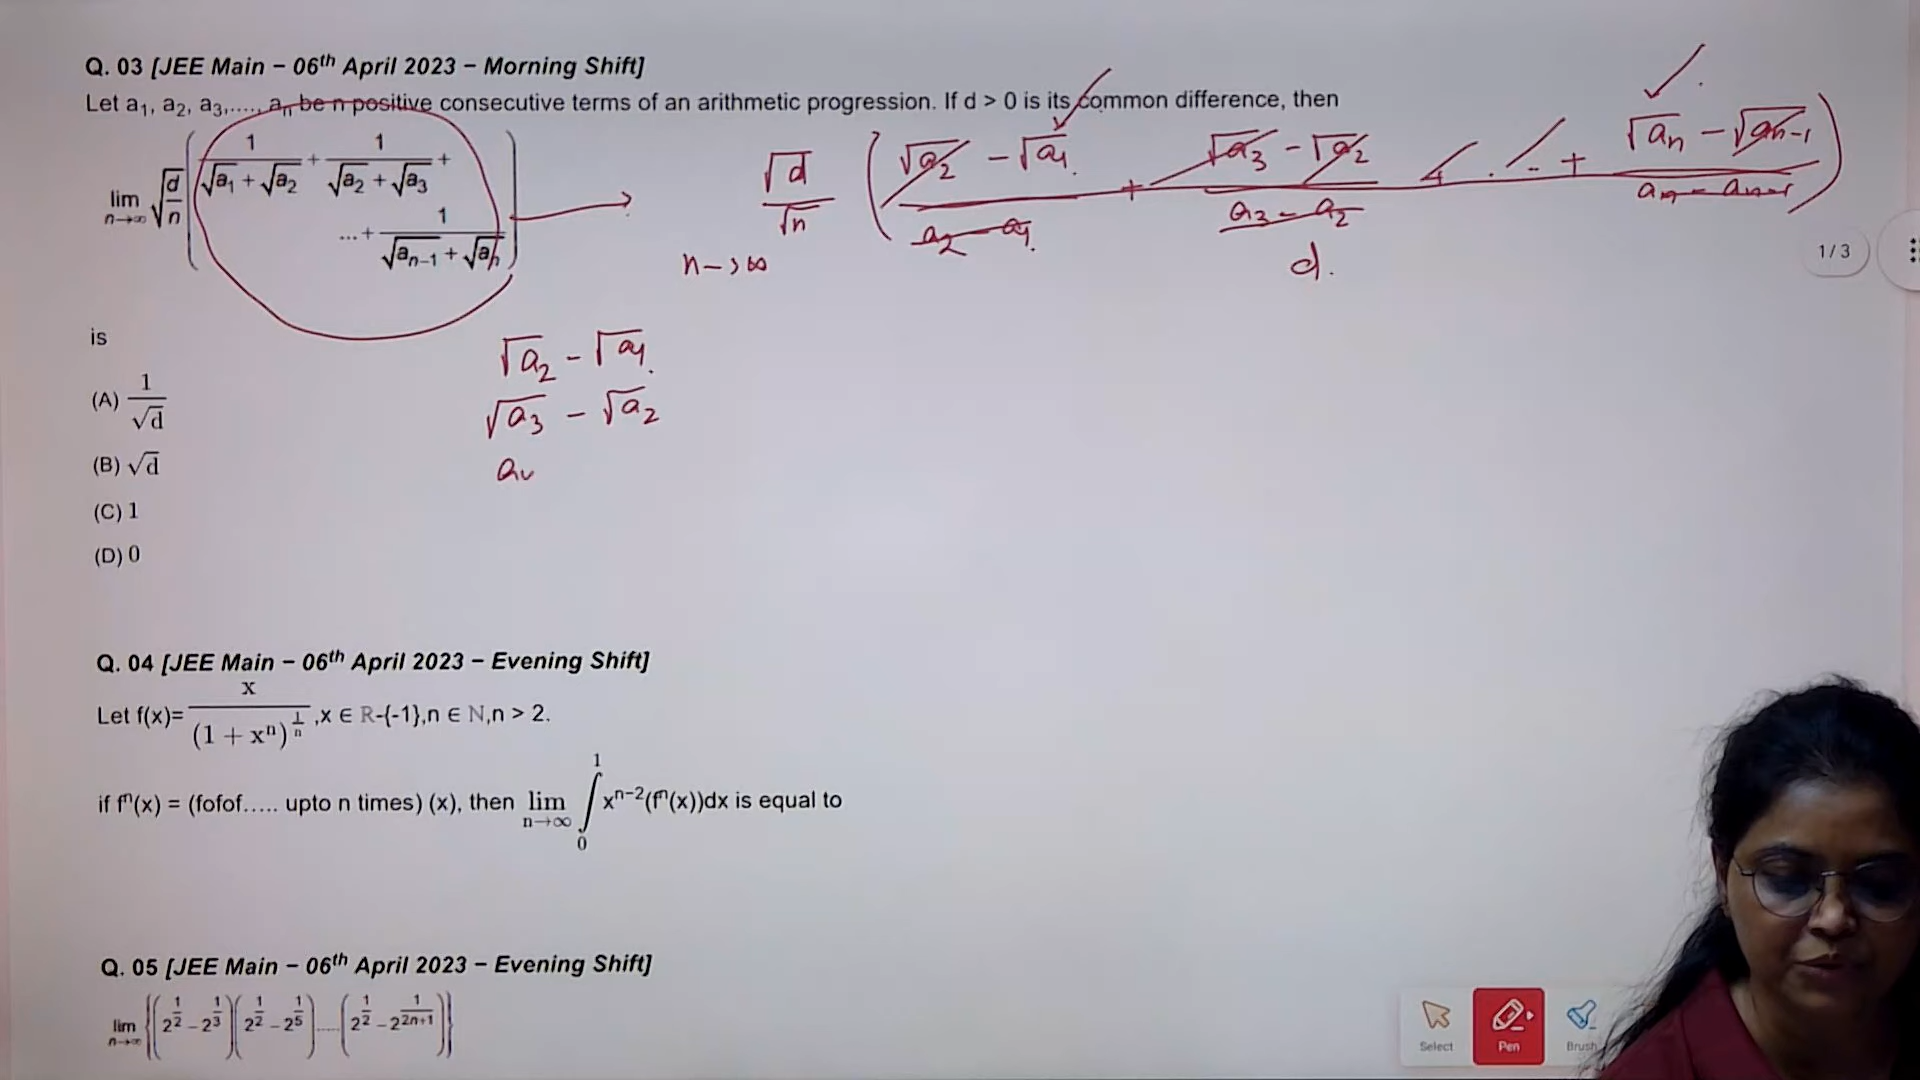 Q. 03 [JEE Main – 06th April 2023 – Morning Shift]
Let a₁, a₂, a₃,....., aₙ be n positive consecutive terms of an arithmetic progression. If d > 0 is its common difference, then
lim n→∞ √(d/n) ( 1/(√a₁ + √a₂) + 1/(√a₂ + √a₃) +
...+ 1/(√aₙ₋₁ + √aₙ) )
√d/√n ( (√a₂ – √a₁)/(a₂ – a₁) + (√a₃ – √a₂)/(a₃ – a₂) + . . – + (√aₙ – √aₙ₋₁)/(aₙ – aₙ₋₁) )
n→∞
d.
1 / 3
is
√a₂ – √a₁
(A) 1/√d
√a₃ – √a₂
(B) √d
(C) 1
(D) 0
Q. 04 [JEE Main – 06th April 2023 – Evening Shift]
Let f(x)= x/(1 + xⁿ)^(1/n) ,x ∈ R-{-1},n ∈ N,n > 2.
if fⁿ(x) = (fofof..... upto n times) (x), then lim n→∞ ∫₀¹ xⁿ⁻²(fⁿ(x))dx is equal to
Q. 05 [JEE Main – 06th April 2023 – Evening Shift]
lim n→∞ {(2^(1/2) – 2^(1/3))(2^(1/2) – 2^(1/5)).....(2^(1/2) – 2^(1/(2n+1)))}
Select
Pen
Brush